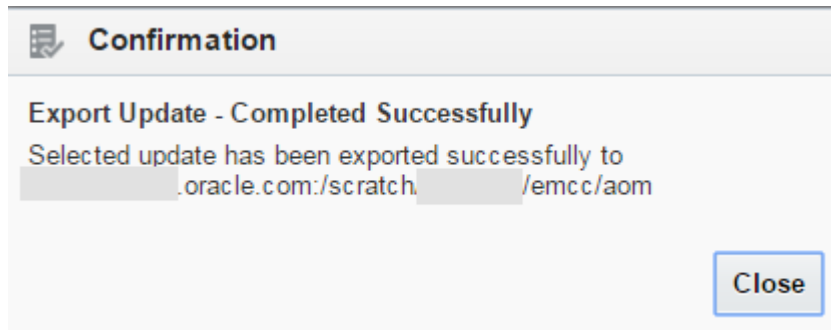 Confirmation
Export Update - Completed Successfully
Selected update has been exported successfully to
.oracle.com:/scratch/ /emcc/aom
Close